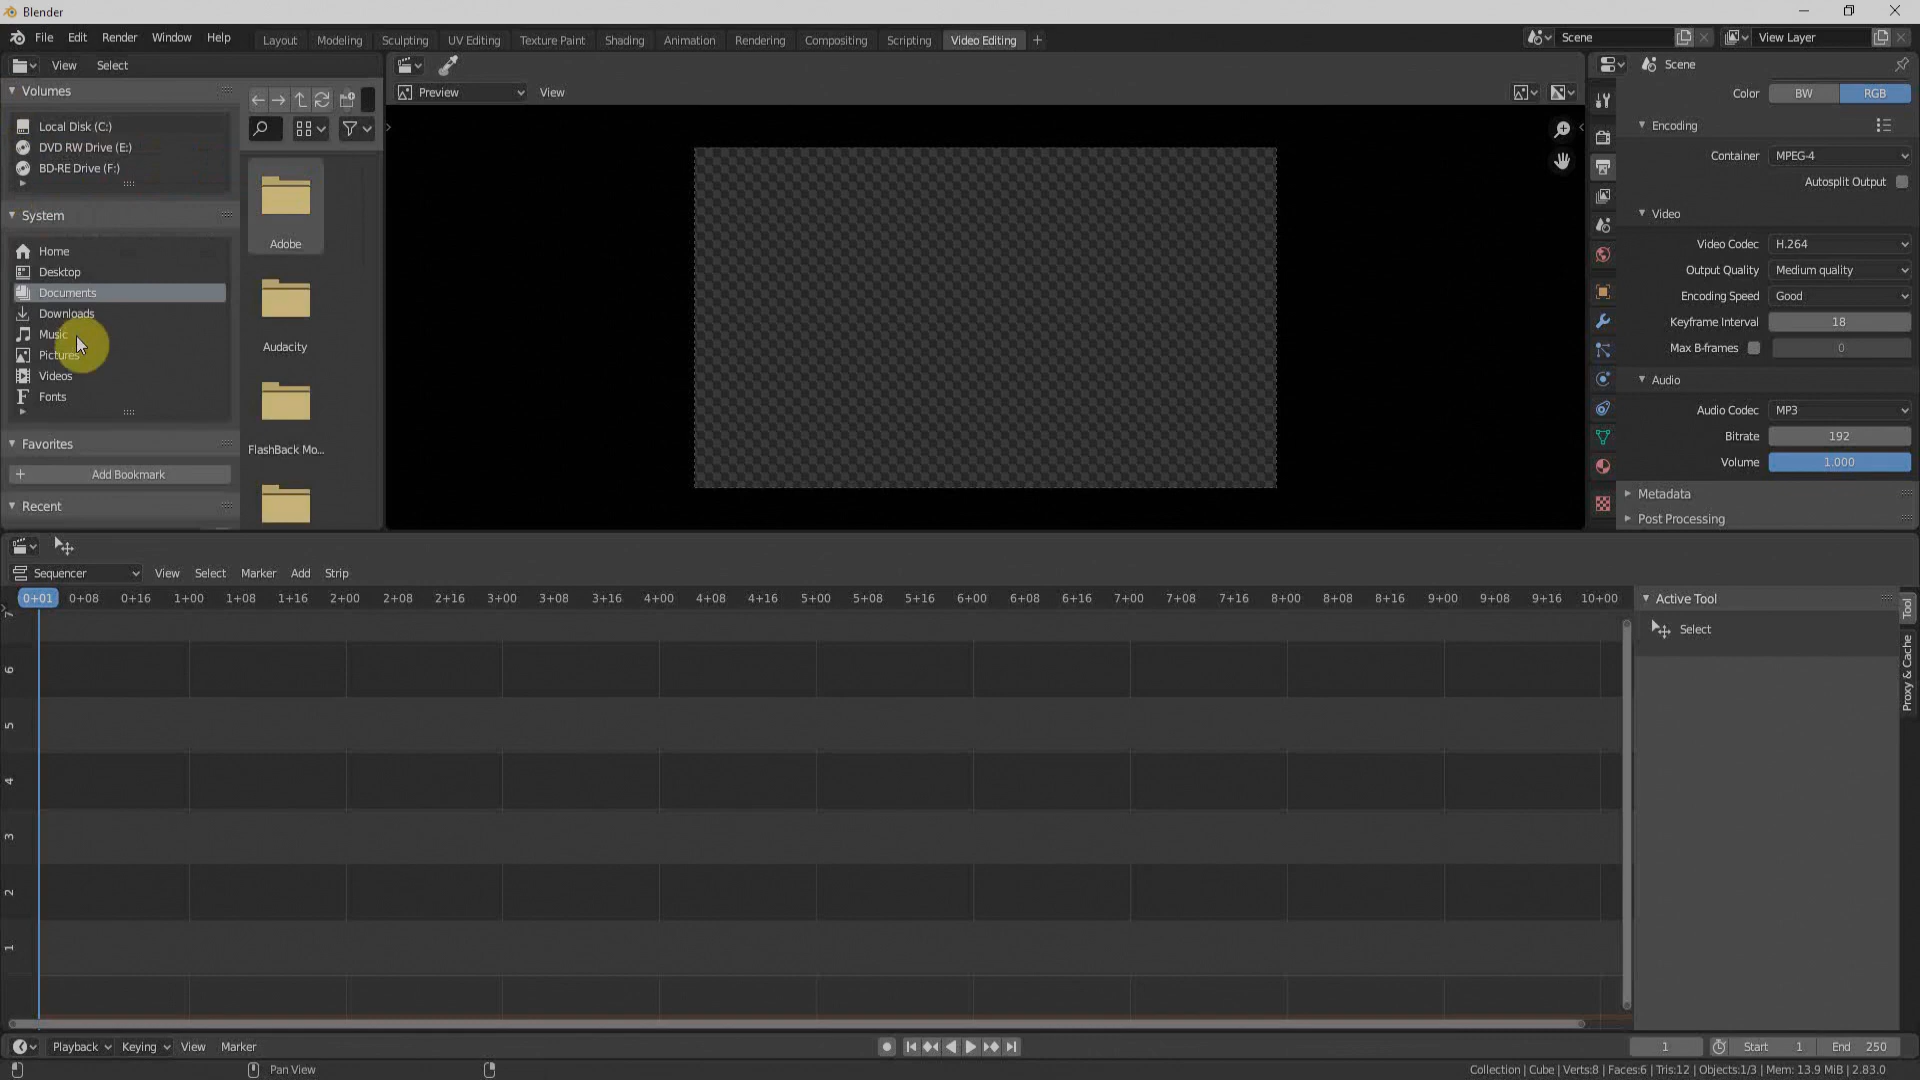 Blender
File Edit Render Window Help Layout Modeling Sculpting UV Editing Texture Paint Shading Animation Rendering Compositing Scripting Video Editing + Scene View Layer
View Select
Volumes
Local Disk (C:)
DVD RW Drive (E:)
BD-RE Drive (F:)
System
Home
Desktop
Documents
Downloads
Music
Pictures
Videos
Fonts
Favorites
+ Add Bookmark
Recent
Adobe
Audacity
FlashBack Mo...
Preview View
Scene
Color BW RGB
Encoding
Container MPEG-4
Autosplit Output
Video
Video Codec H.264
Output Quality Medium quality
Encoding Speed Good
Keyframe Interval 18
Max B-frames 0
Audio
Audio Codec MP3
Bitrate 192
Volume 1.000
Metadata
Post Processing
Sequencer View Select Marker Add Strip
0+01 0+08 0+16 1+00 1+08 1+16 2+00 2+08 2+16 3+00 3+08 3+16 4+00 4+08 4+16 5+00 5+08 5+16 6+00 6+08 6+16 7+00 7+08 7+16 8+00 8+08 8+16 9+00 9+08 9+16 10+00
7
6
5
4
3
2
1
Active Tool
Select
Tool
Proxy & Cache
Playback Keying View Marker 1 Start 1 End 250
Pan View
Collection | Cube | Verts:8 | Faces:6 | Tris:12 | Objects:1/3 | Mem: 13.9 MiB | 2.83.0